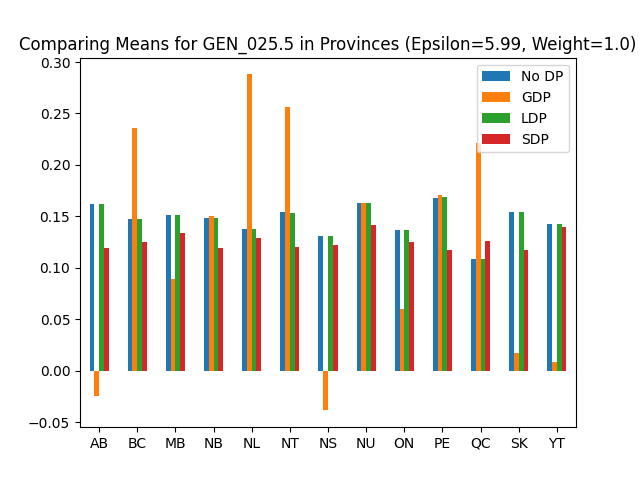 Comparing Means for GEN_025.5 in Provinces (Epsilon=5.99, Weight=1.0)
0.30
0.25
0.20
0.15
0.10
0.05
0.00
−0.05
No DP
GDP
LDP
SDP
AB BC MB NB NL NT NS NU ON PE QC SK YT